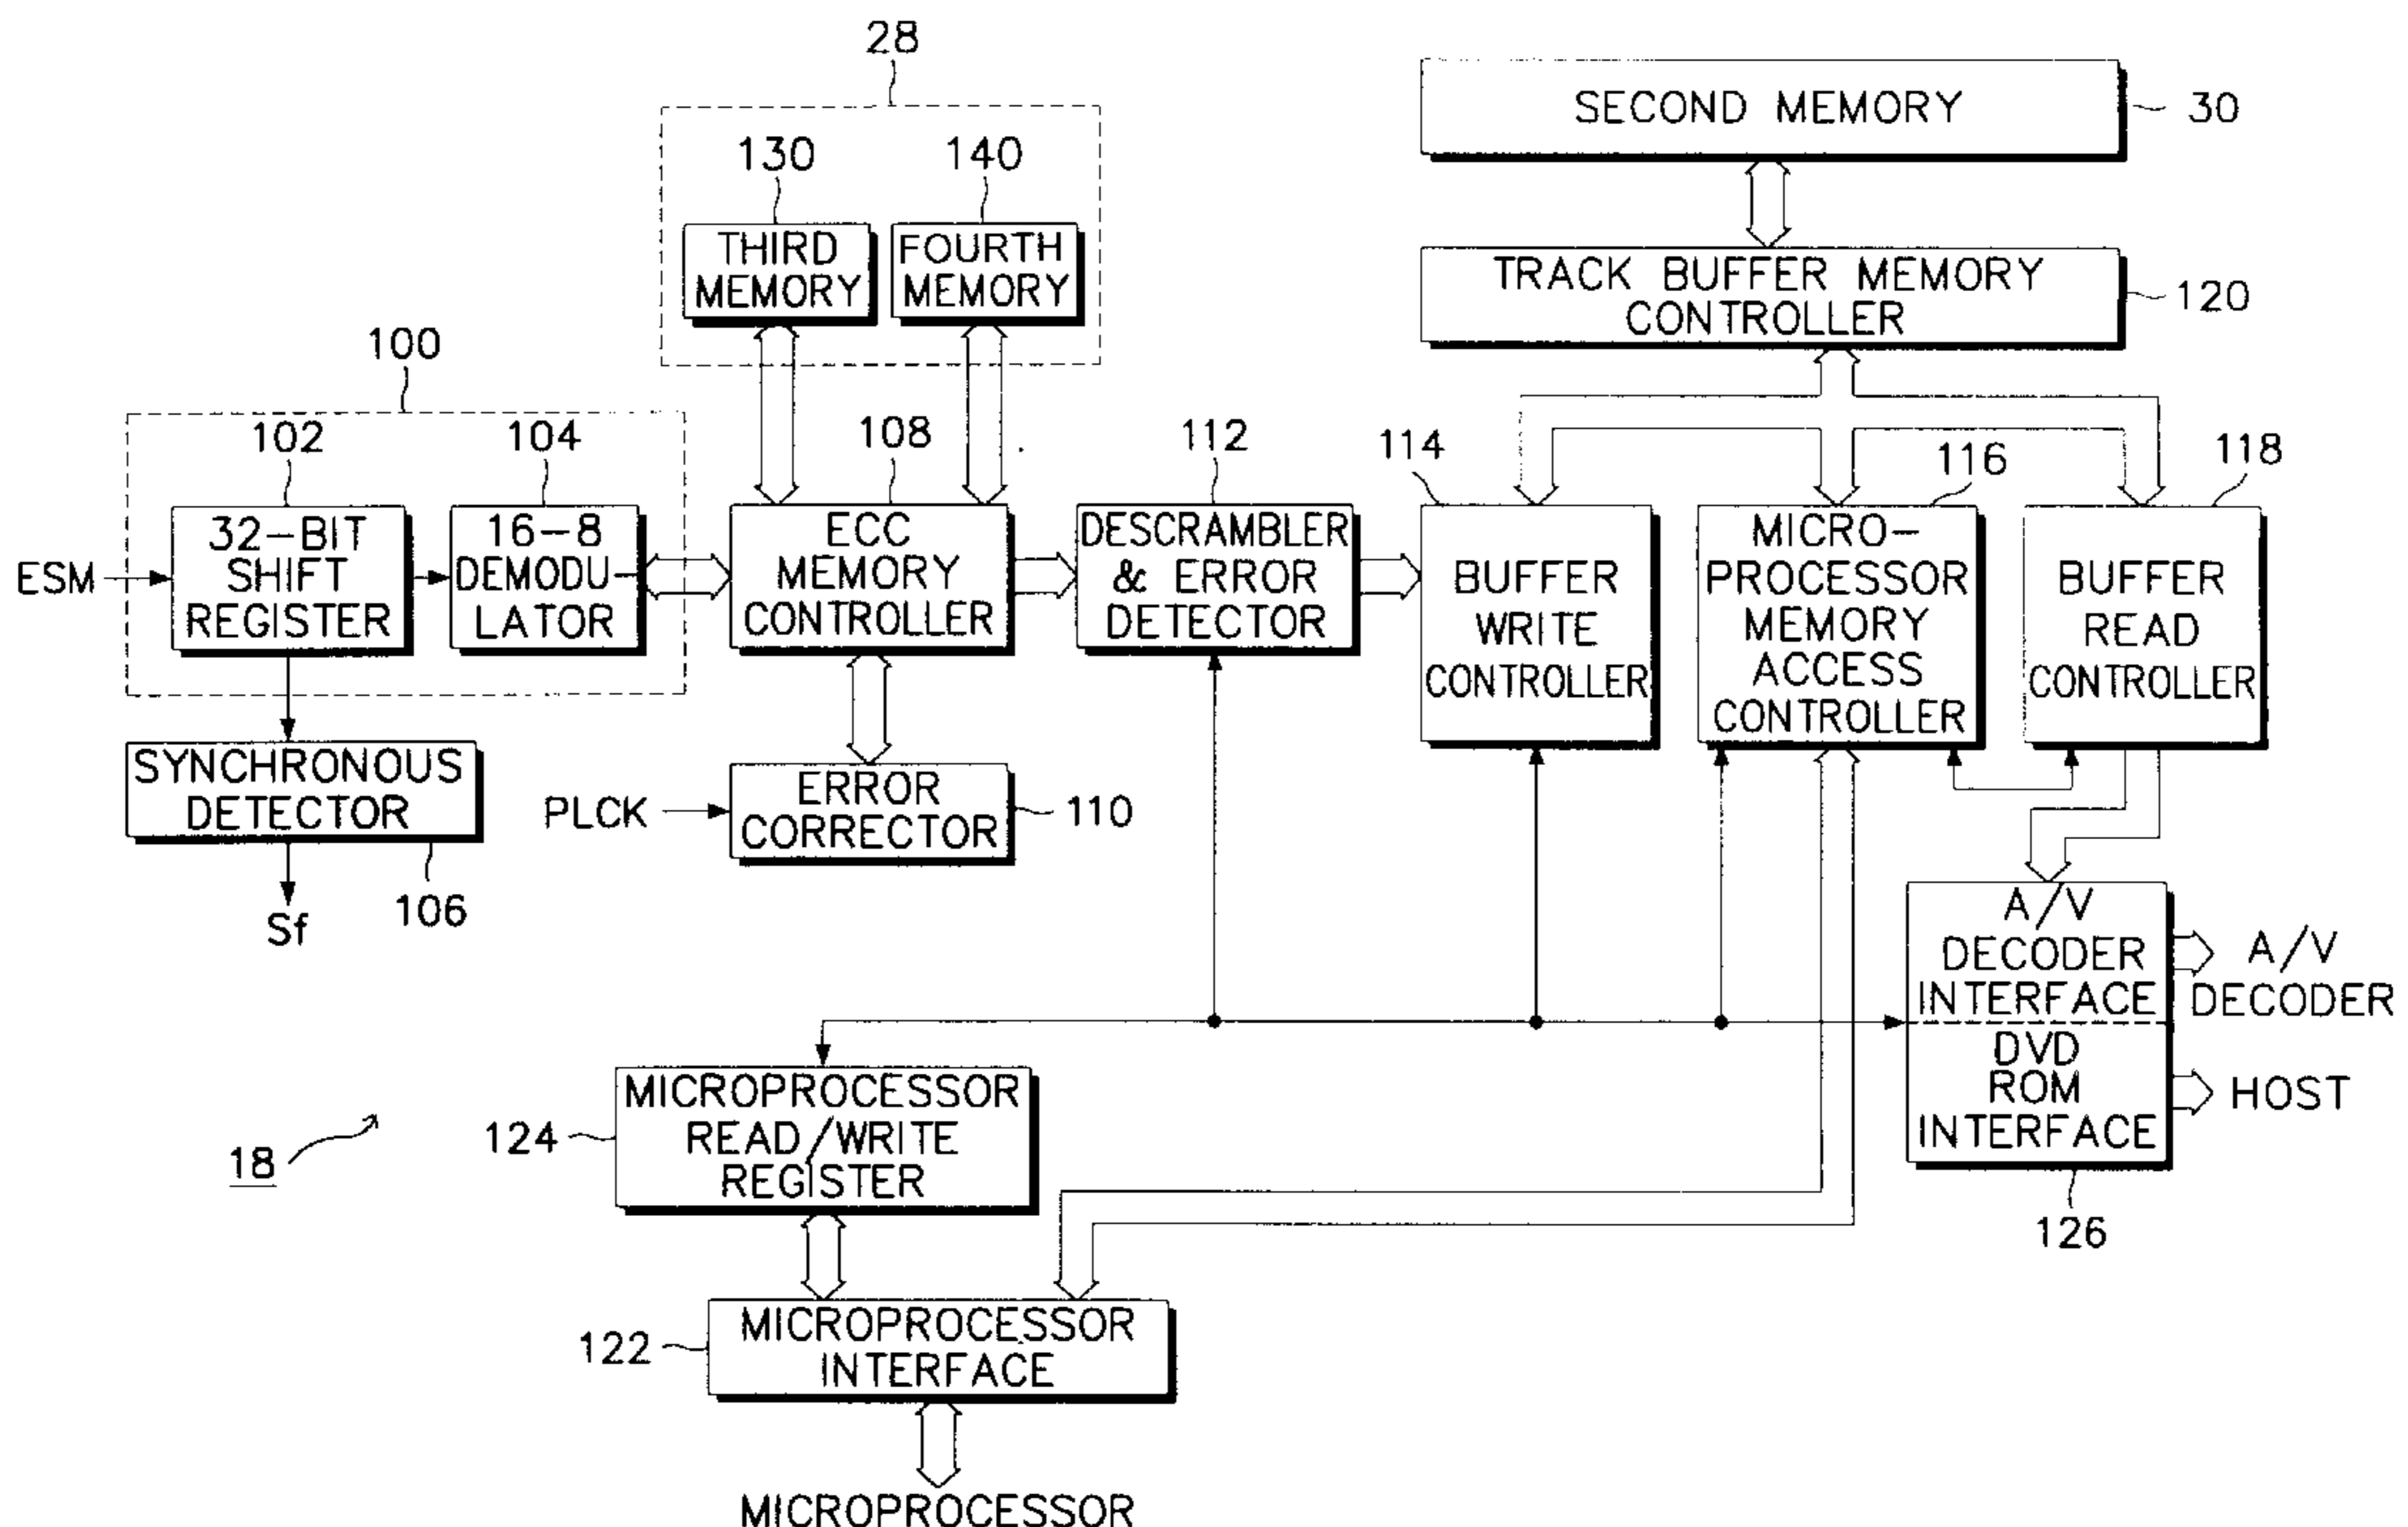 28
SECOND MEMORY
30
130
140
THIRD
MEMORY
FOURTH
MEMORY
TRACK BUFFER MEMORY
CONTROLLER
120
100
102
104
108
112
114
116
118
ESM
32-BIT
SHIFT
REGISTER
16-8
DEMODU-
LATOR
ECC
MEMORY
CONTROLLER
DESCRAMBLER
& ERROR
DETECTOR
BUFFER
WRITE
CONTROLLER
MICRO-
PROCESSOR
MEMORY
ACCESS
CONTROLLER
BUFFER
READ
CONTROLLER
SYNCHRONOUS
DETECTOR
106
Sf
PLCK
ERROR
CORRECTOR
110
A/V
DECODER
INTERFACE
A/V
DECODER
DVD
ROM
INTERFACE
HOST
126
18
124
MICROPROCESSOR
READ/WRITE
REGISTER
122
MICROPROCESSOR
INTERFACE
MICROPROCESSOR